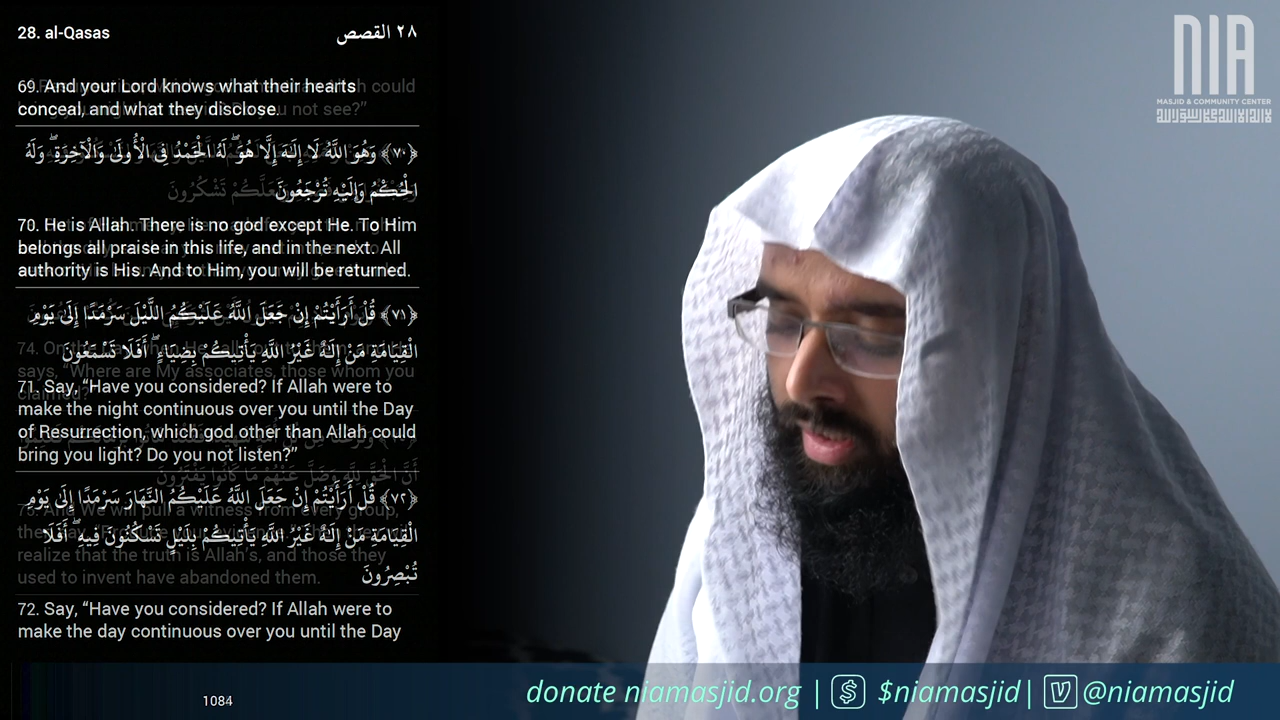 28. al-Qasas
٢٨ القصص
69. And your Lord knows what their hearts
conceal, and what they disclose.
﴿٧٠﴾ وَهُوَ اللَّهُ لَا إِلَٰهَ إِلَّا هُوَ ۖ لَهُ الْحَمْدُ فِي الْأُولَىٰ وَالْآخِرَةِ ۖ وَلَهُ
الْحُكْمُ وَإِلَيْهِ تُرْجَعُونَ
70. He is Allah. There is no god except He. To Him
belongs all praise in this life, and in the next. All
authority is His. And to Him, you will be returned.
﴿٧١﴾ قُلْ أَرَأَيْتُمْ إِنْ جَعَلَ اللَّهُ عَلَيْكُمُ اللَّيْلَ سَرْمَدًا إِلَىٰ يَوْمِ
الْقِيَامَةِ مَنْ إِلَٰهٌ غَيْرُ اللَّهِ يَأْتِيكُمْ بِضِيَاءٍ ۖ أَفَلَا تَسْمَعُونَ
71. Say, “Have you considered? If Allah were to
make the night continuous over you until the Day
of Resurrection, which god other than Allah could
bring you light? Do you not listen?”
﴿٧٢﴾ قُلْ أَرَأَيْتُمْ إِنْ جَعَلَ اللَّهُ عَلَيْكُمُ النَّهَارَ سَرْمَدًا إِلَىٰ يَوْمِ
الْقِيَامَةِ مَنْ إِلَٰهٌ غَيْرُ اللَّهِ يَأْتِيكُمْ بِلَيْلٍ تَسْكُنُونَ فِيهِ ۖ أَفَلَا
تُبْصِرُونَ
72. Say, “Have you considered? If Allah were to
make the day continuous over you until the Day
NIA
MASJID & COMMUNITY CENTER
1084
donate niamasjid.org | $ $niamasjid | V @niamasjid